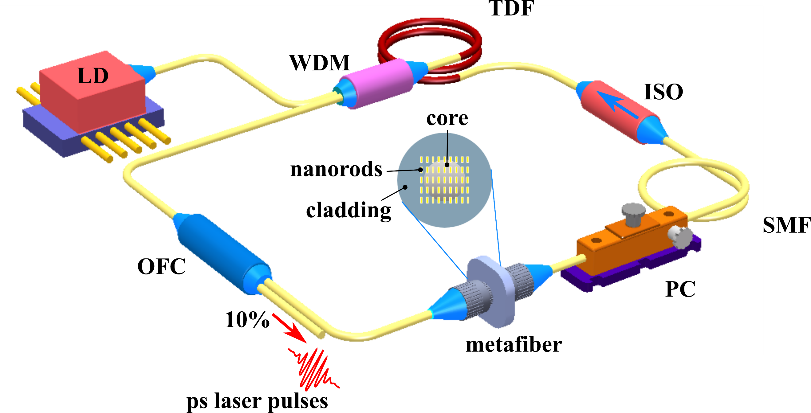 TDF
WDM
LD
ISO
core
nanorods
cladding
SMF
OFC
PC
10%
metafiber
ps laser pulses